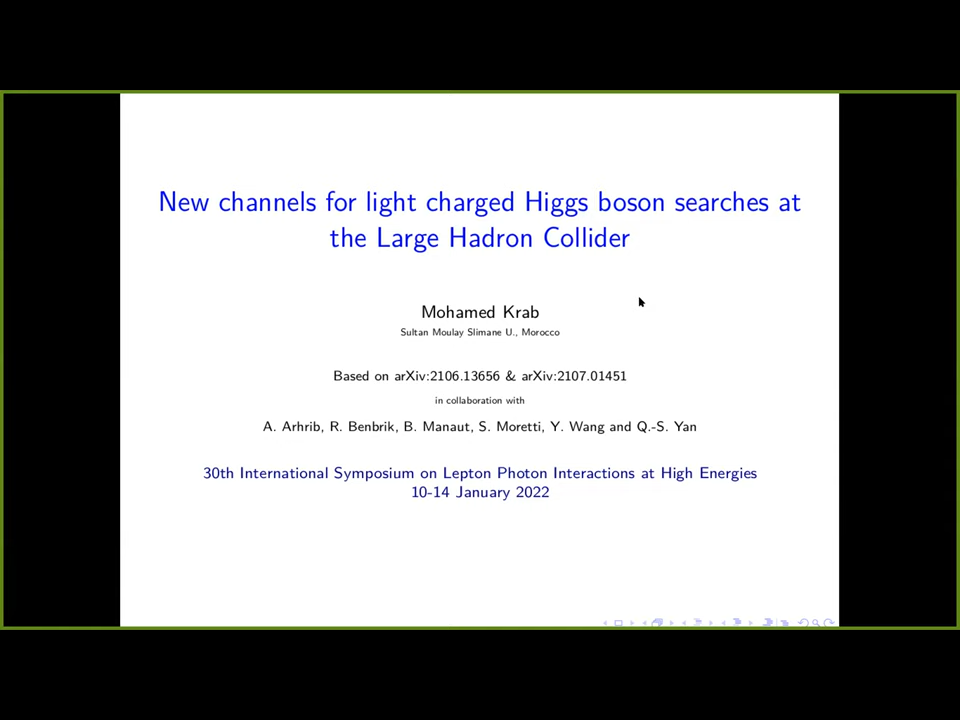 New channels for light charged Higgs boson searches at
the Large Hadron Collider
Mohamed Krab
Sultan Moulay Slimane U., Morocco
Based on arXiv:2106.13656 & arXiv:2107.01451
in collaboration with
A. Arhrib, R. Benbrik, B. Manaut, S. Moretti, Y. Wang and Q.-S. Yan
30th International Symposium on Lepton Photon Interactions at High Energies
10-14 January 2022